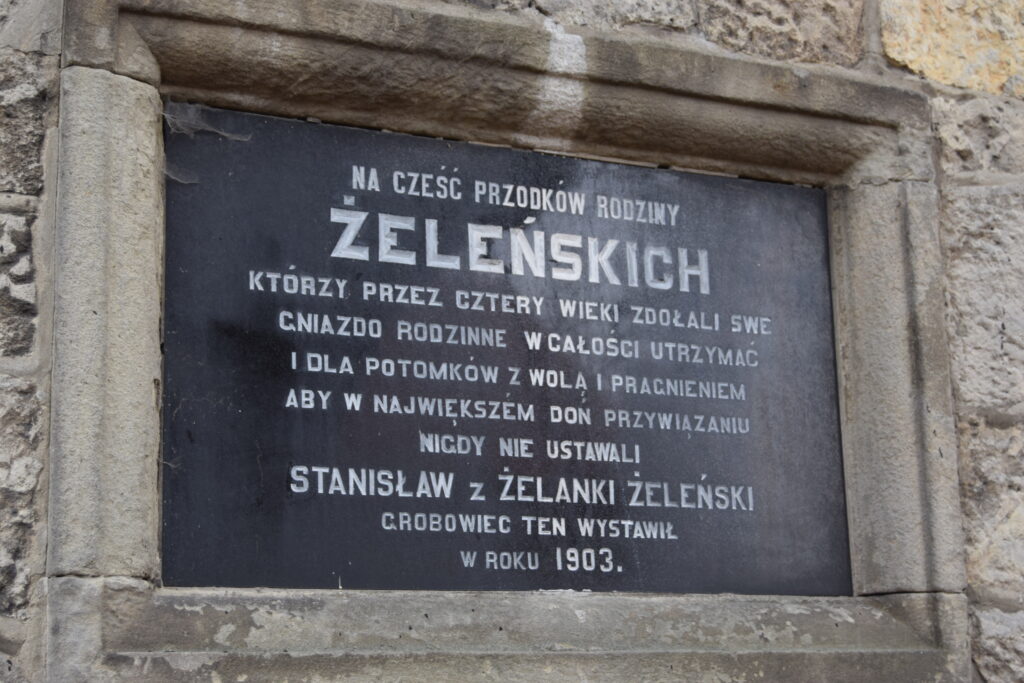 NA CZEŚĆ PRZODKÓW RODZINY
ŻELEŃSKICH
KTÓRZY PRZEZ CZTERY WIEKI ZDOŁALI SWE
GNIAZDO RODZINNE W CAŁOŚCI UTRZYMAĆ
I DLA POTOMKÓW Z WOLĄ I PRAGNIENIEM
ABY W NAJWIĘKSZÉM DOŃ PRZYWIĄZANIU
NIGDY NIE USTAWALI
STANISŁAW z ŻELANKI ŻELEŃSKI
GROBOWIEC TEN WYSTAWIŁ
W ROKU 1903.